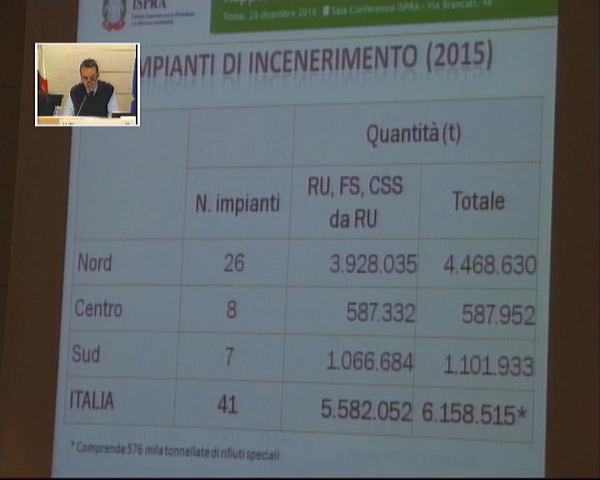 ISPRA
Roma, 20 dicembre 2016 Sala Conferenze ISPRA - Via Brancati, 48
IMPIANTI DI INCENERIMENTO (2015)
Quantità (t)
N. impianti RU, FS, CSS da RU Totale
Nord 26 3.928.035 4.468.630
Centro 8 587.332 587.952
Sud 7 1.066.684 1.101.933
ITALIA 41 5.582.052 6.158.515*
* Comprende 576 mila tonnellate di rifiuti speciali